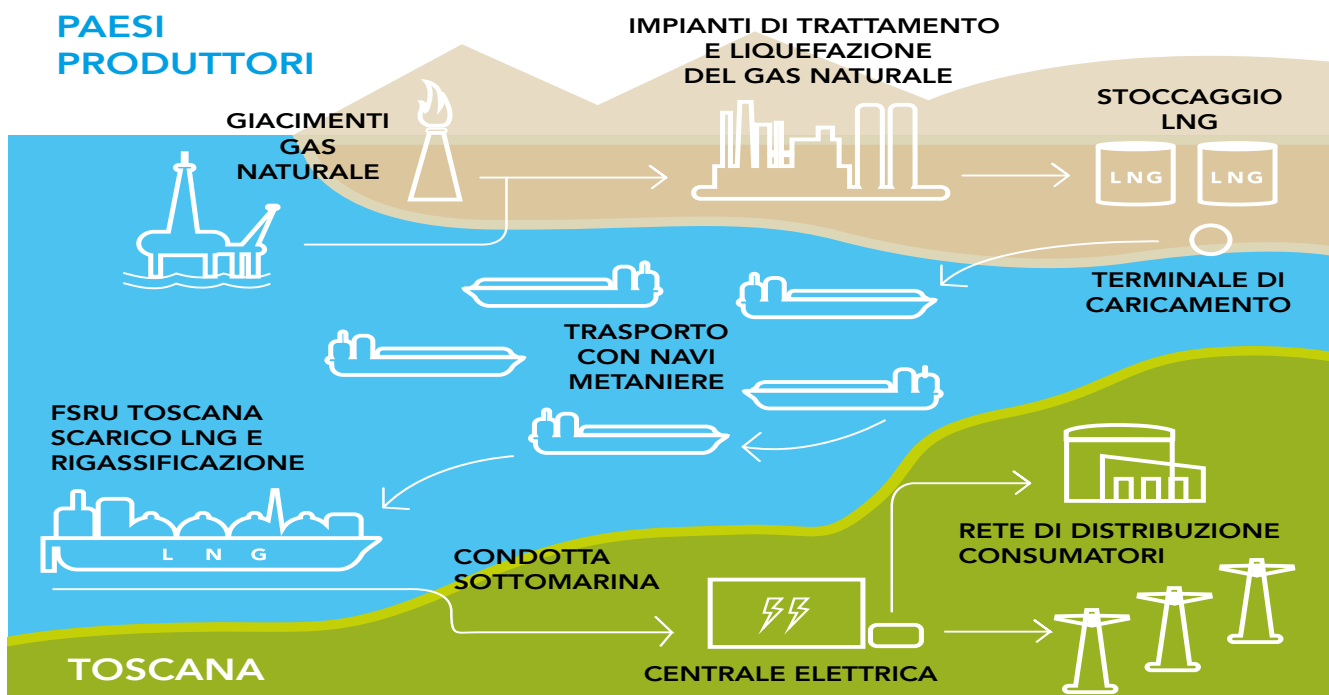 PAESI
PRODUTTORI
IMPIANTI DI TRATTAMENTO
E LIQUEFAZIONE
DEL GAS NATURALE
STOCCAGGIO
LNG
GIACIMENTI
GAS
NATURALE
LNG
LNG
TERMINALE DI
CARICAMENTO
TRASPORTO
CON NAVI
METANIERE
FSRU TOSCANA
SCARICO LNG E
RIGASSIFICAZIONE
L N G
CONDOTTA
SOTTOMARINA
RETE DI DISTRIBUZIONE
CONSUMATORI
TOSCANA
CENTRALE ELETTRICA